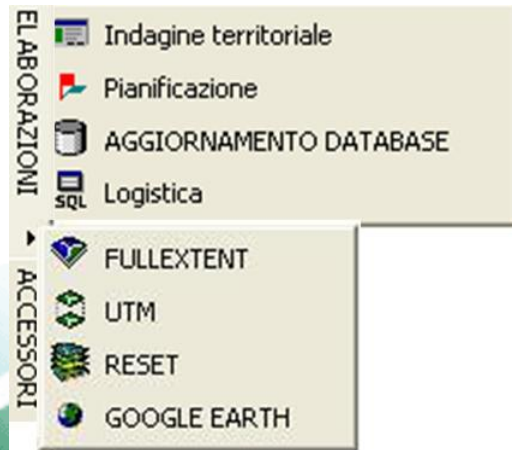 ELABORAZIONI
Indagine territoriale
Pianificazione
AGGIORNAMENTO DATABASE
SQL Logistica
ACCESSORI
FULLEXTENT
UTM
RESET
GOOGLE EARTH